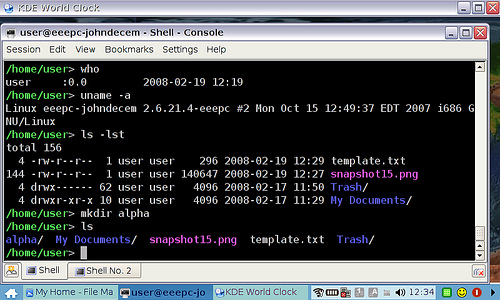 KDE World Clock
user@eeepc-johndecem - Shell - Console
Session Edit View Bookmarks Settings Help
/home/user> who
user :0.0 2008-02-19 12:19
/home/user> uname -a
Linux eeepc-johndecem 2.6.21.4-eeepc #2 Mon Oct 15 12:49:37 EDT 2007 i686 G
NU/Linux
/home/user> ls -lst
total 156
4 -rw-r--r-- 1 user user 296 2008-02-19 12:29 template.txt
144 -rw-r--r-- 1 user user 140647 2008-02-19 12:27 snapshot15.png
4 drwx------ 62 user user 4096 2008-02-17 11:50 Trash/
4 drwxr-xr-x 10 user user 4096 2008-02-17 11:29 My Documents/
/home/user> mkdir alpha
/home/user> ls
alpha/ My Documents/ snapshot15.png template.txt Trash/
/home/user>
Shell Shell No. 2
My Home - File Ma user@eeepc-jo KDE World Clock 12:34